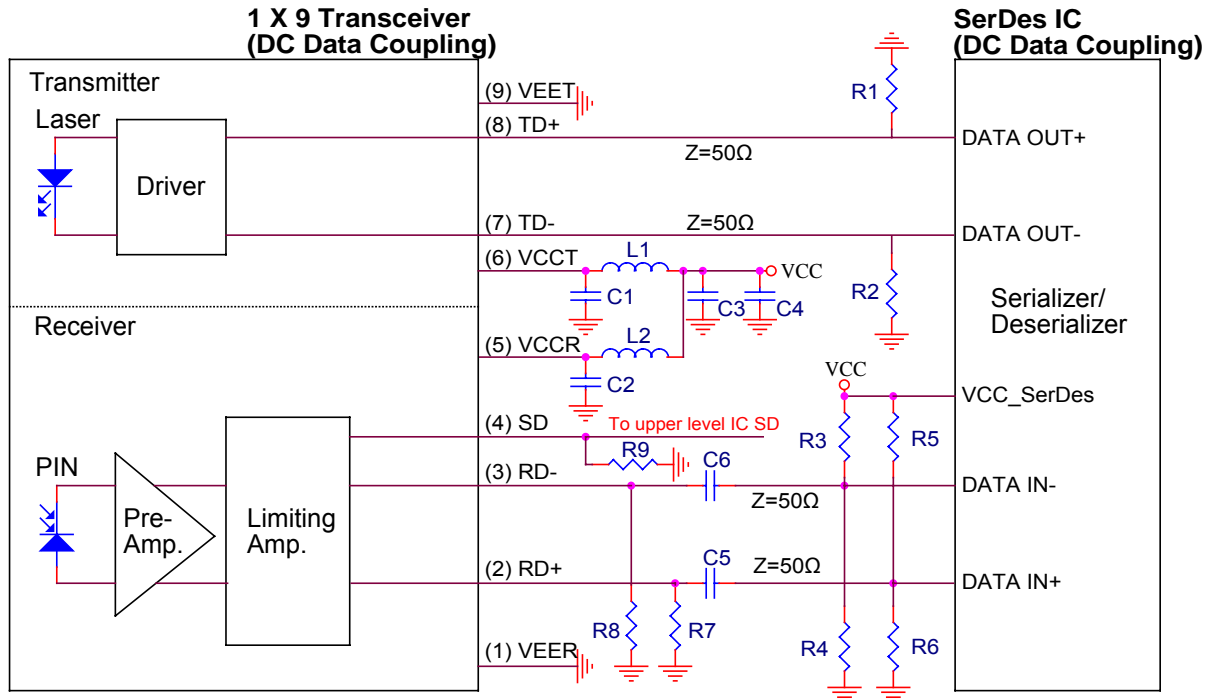 1 X 9 Transceiver
(DC Data Coupling)
SerDes IC
(DC Data Coupling)
Transmitter
Laser
Driver
(9) VEET
(8) TD+
Z=50Ω
R1
DATA OUT+
(7) TD-
Z=50Ω
DATA OUT-
(6) VCCT
L1
VCC
C1
C3
C4
R2
Serializer/
Deserializer
Receiver
(5) VCCR
L2
C2
VCC
VCC_SerDes
(4) SD
To upper level IC SD
R3
R5
R9
PIN
Pre-
Amp.
Limiting
Amp.
(3) RD-
C6
Z=50Ω
DATA IN-
(2) RD+
C5
Z=50Ω
DATA IN+
R8
R7
R4
R6
(1) VEER